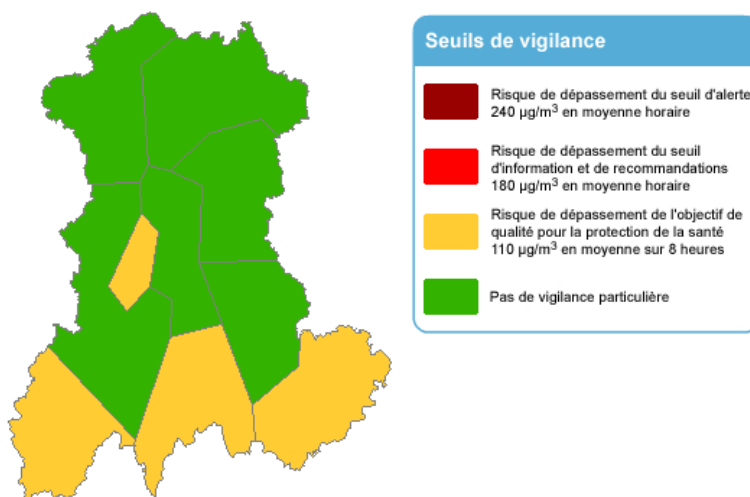 Seuils de vigilance
Risque de dépassement du seuil d'alerte
240 µg/m³ en moyenne horaire
Risque de dépassement du seuil
d'information et de recommandations
180 µg/m³ en moyenne horaire
Risque de dépassement de l'objectif de
qualité pour la protection de la santé
110 µg/m³ en moyenne sur 8 heures
Pas de vigilance particulière